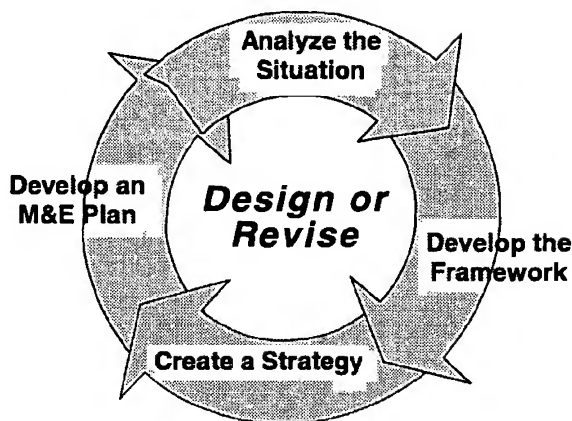 Analyze the
Situation
Develop an
M&E Plan
Design or
Revise
Develop the
Framework
Create a Strategy